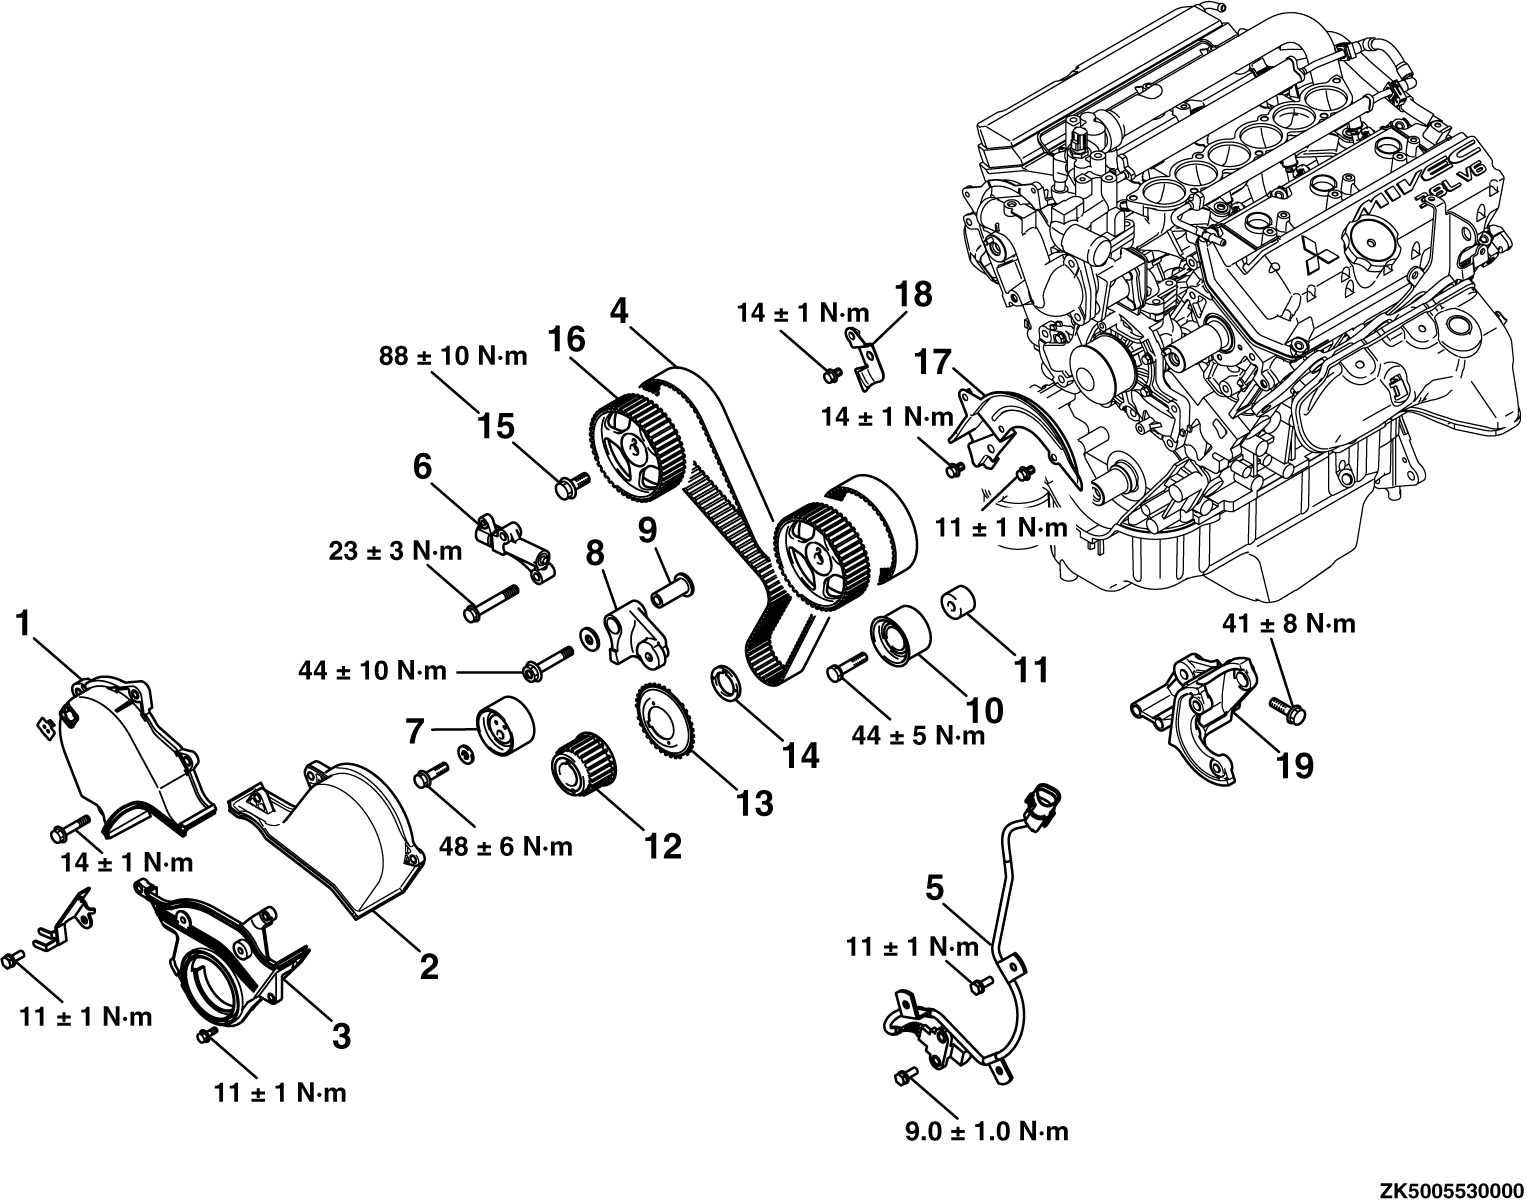 MIVEC
3.8L V6
18
14 ± 1 N·m
4
16
88 ± 10 N·m
17
14 ± 1 N·m
15
6
11 ± 1 N·m
9
23 ± 3 N·m
8
1
41 ± 8 N·m
11
44 ± 10 N·m
10
7
44 ± 5 N·m
14
19
13
12
48 ± 6 N·m
14 ± 1 N·m
5
11 ± 1 N·m
2
11 ± 1 N·m
3
11 ± 1 N·m
9.0 ± 1.0 N·m
ZK5005530000